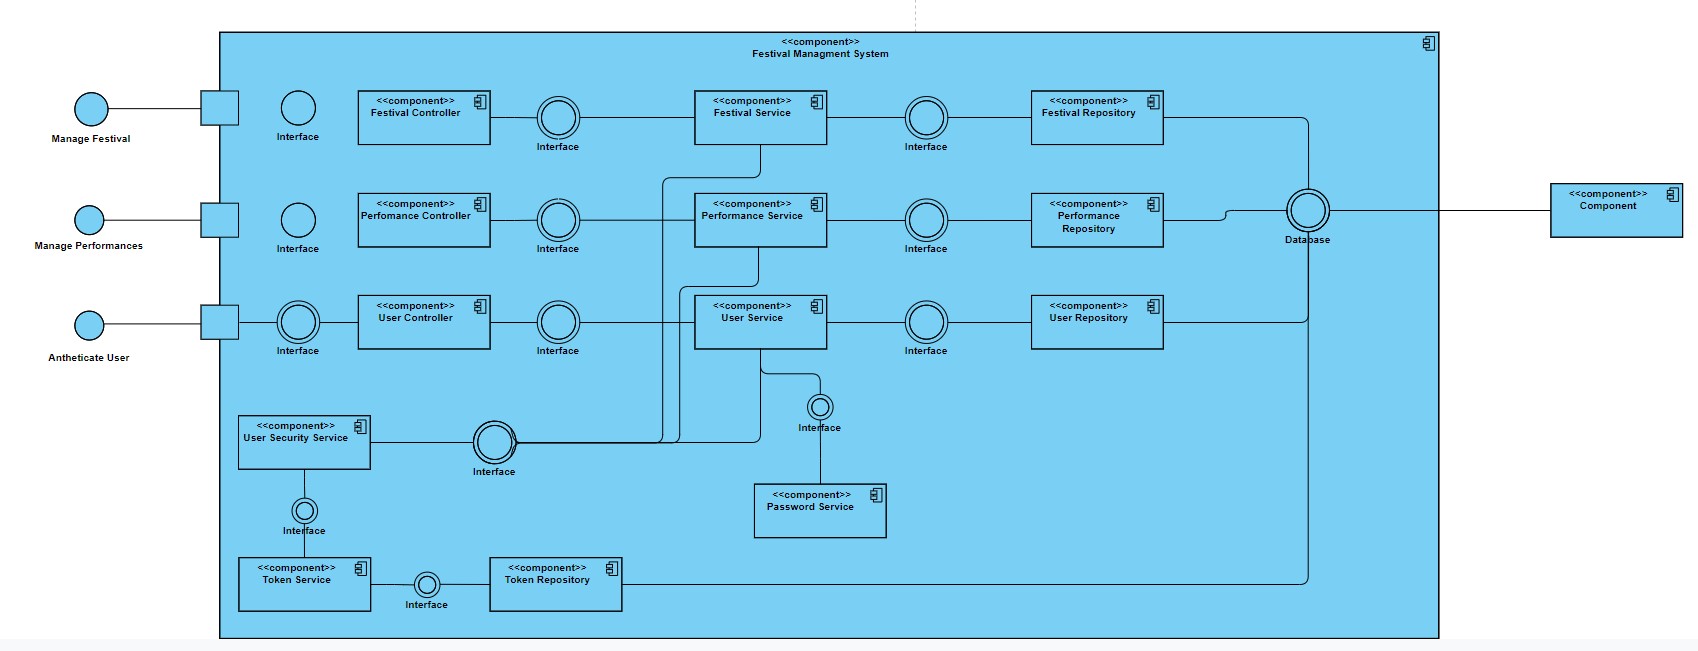 <<component>>
Festival Managment System
Manage Festival
Interface
<<component>>
Festival Controller
Interface
<<component>>
Festival Service
Interface
<<component>>
Festival Repository
Manage Performances
Interface
<<component>>
Perfomance Controller
Interface
<<component>>
Performance Service
Interface
<<component>>
Performance
Repository
Database
<<component>>
Component
Antheticate User
Interface
<<component>>
User Controller
Interface
<<component>>
User Service
Interface
<<component>>
User Repository
<<component>>
User Security Service
Interface
Interface
<<component>>
Password Service
Interface
<<component>>
Token Service
Interface
<<component>>
Token Repository